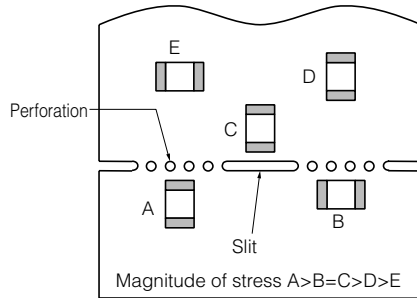 E
D
Perforation
C
A
B
Slit
Magnitude of stress A>B=C>D>E